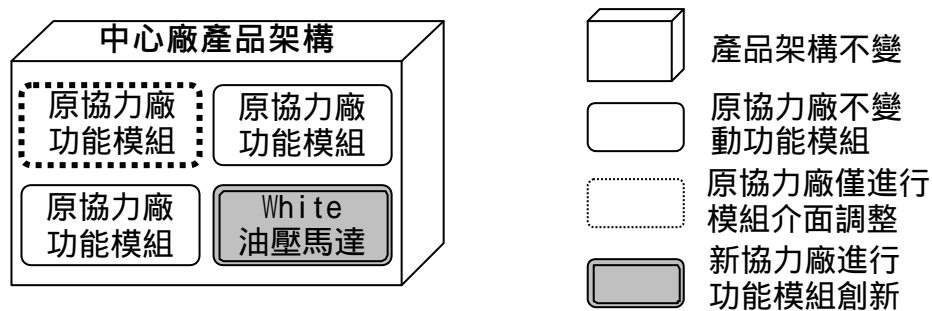 中心廠產品架構
原協力廠
功能模組
原協力廠
功能模組
原協力廠
功能模組
White
油壓馬達
產品架構不變
原協力廠不變
動功能模組
原協力廠僅進行
模組介面調整
新協力廠進行
功能模組創新